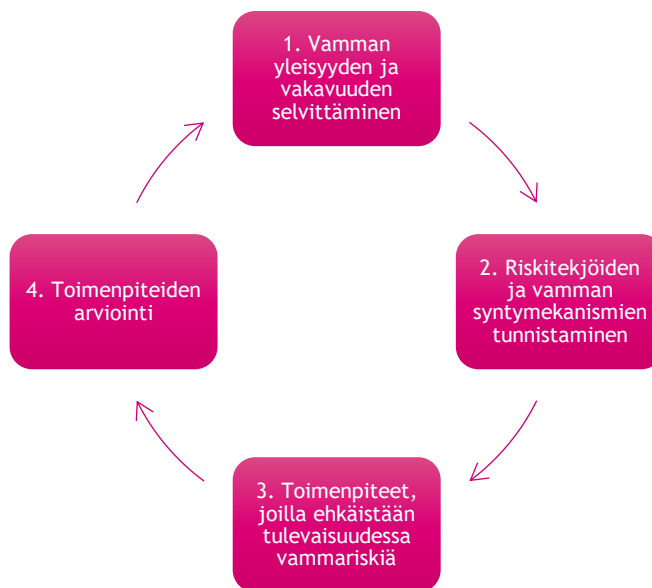 1. Vamman
yleisyyden ja
vakavuuden
selvittäminen
2. Riskitekjöiden
ja vamman
syntymekanismien
tunnistaminen
3. Toimenpiteet,
joilla ehkäistään
tulevaisuudessa
vammariskiä
4. Toimenpiteiden
arviointi